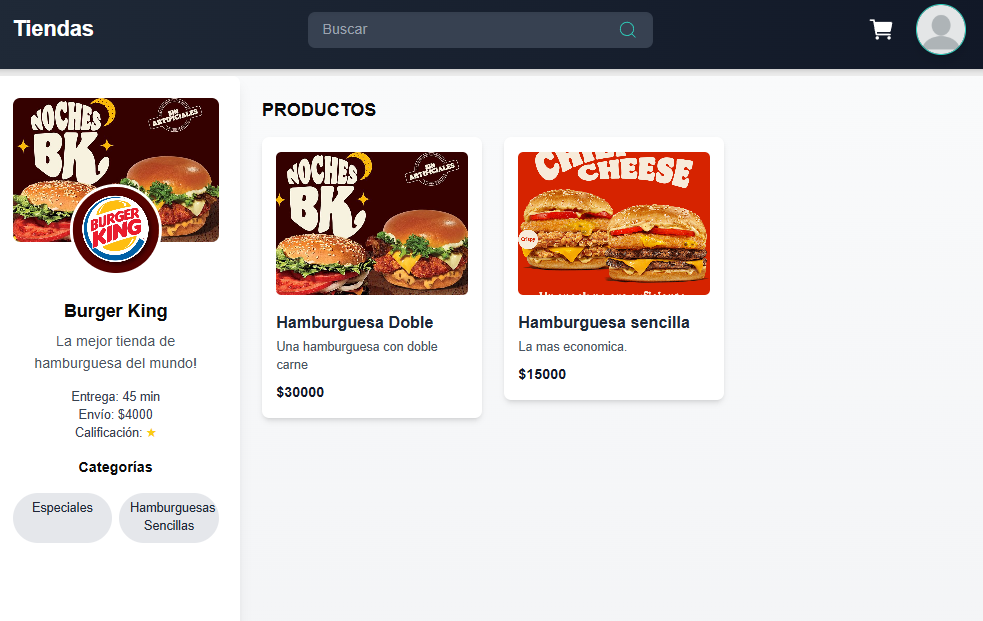 Tiendas
Buscar
NOCHES
BK
SIN
ARTIFICIALES
BURGER
KING
Burger King
La mejor tienda de
hamburguesa del mundo!
Entrega: 45 min
Envío: $4000
Calificación: ★
Categorías
Especiales
Hamburguesas
Sencillas
PRODUCTOS
NOCHES
BK
SIN
ARTIFICIALES
Hamburguesa Doble
Una hamburguesa con doble
carne
$30000
CHEESE
Crispy
Hamburguesa sencilla
La mas economica.
$15000